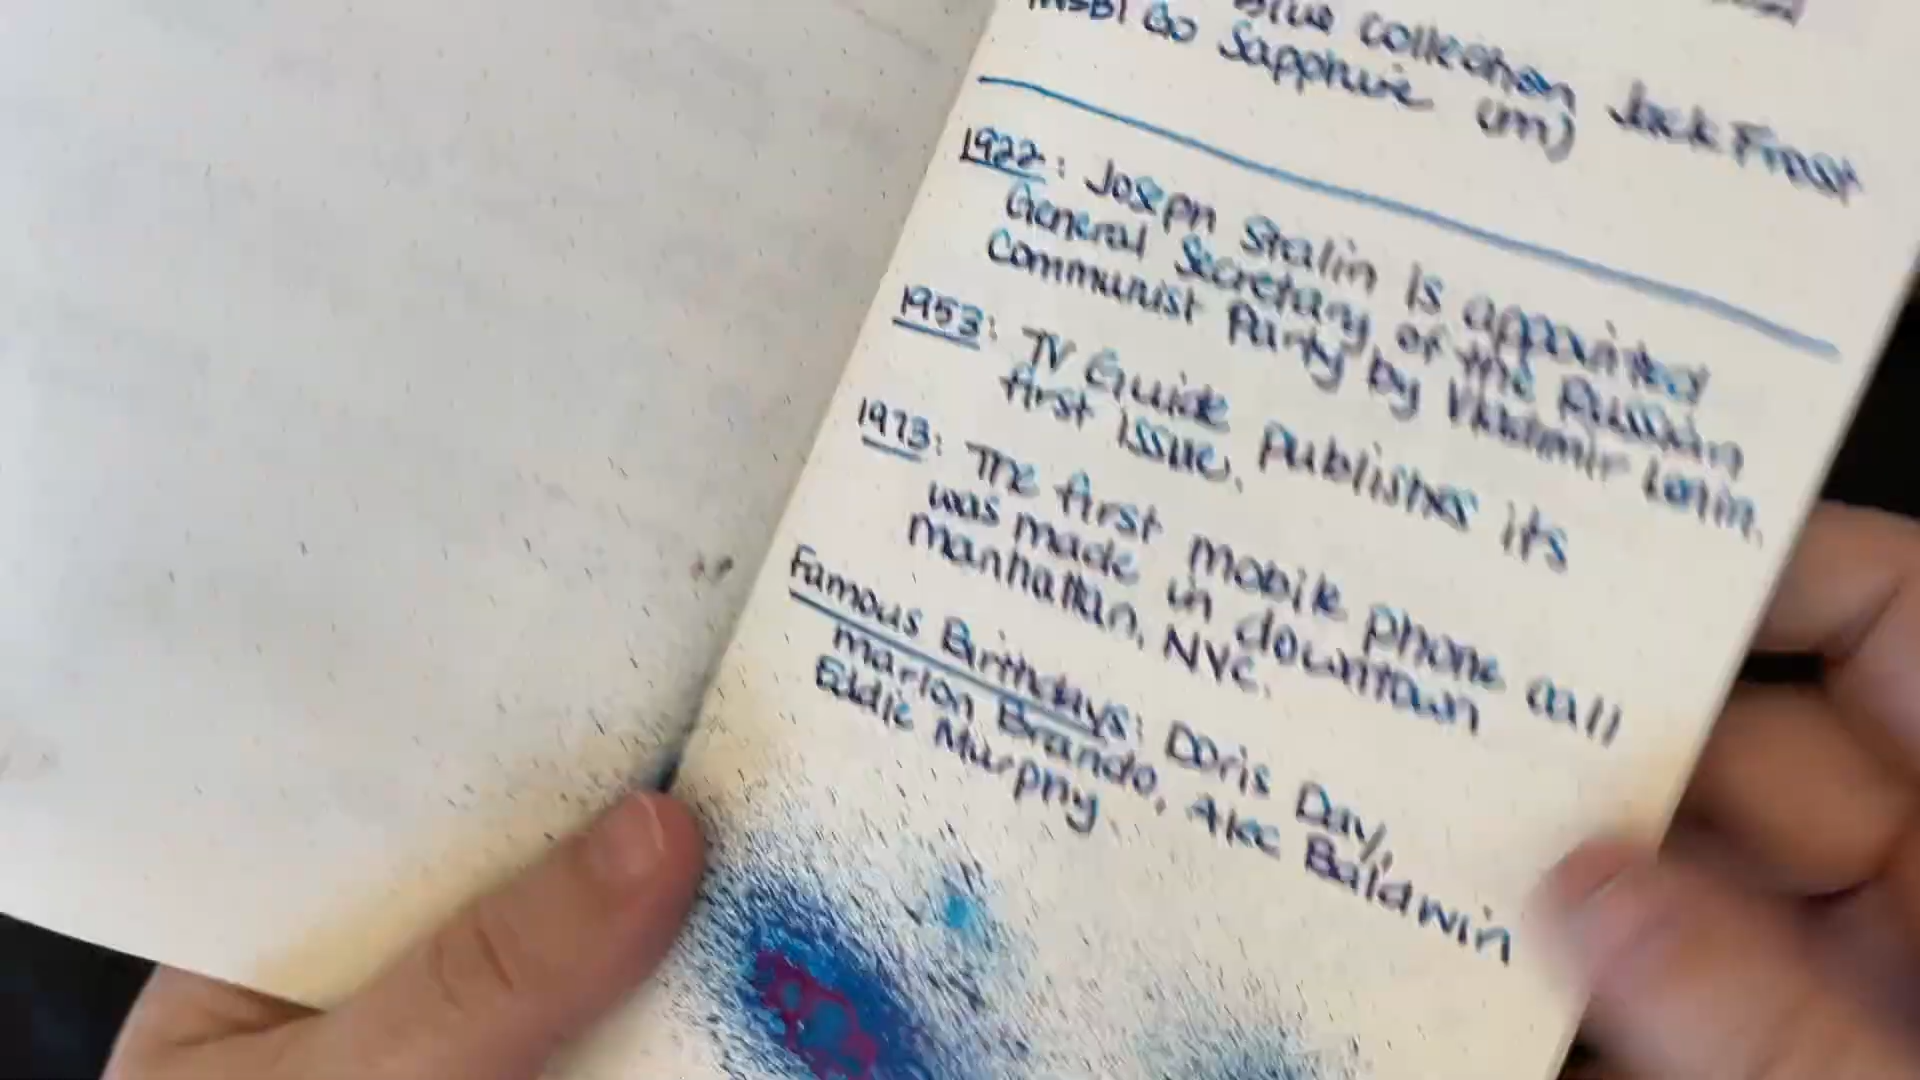 Blue collection Jack Frost
Go Sapphire (m)
1922: Joseph Stalin is appointed
General Secretary of the Russian
Communist Party by Vladimir Lenin.
1953: TV Guide Publishes its
first issue.
1973: The first mobile phone call
was made in downtown
manhattan, NYC.
Famous Birthdays: Doris Day,
Marlon Brando, Alec Baldwin
Eddie Murphy